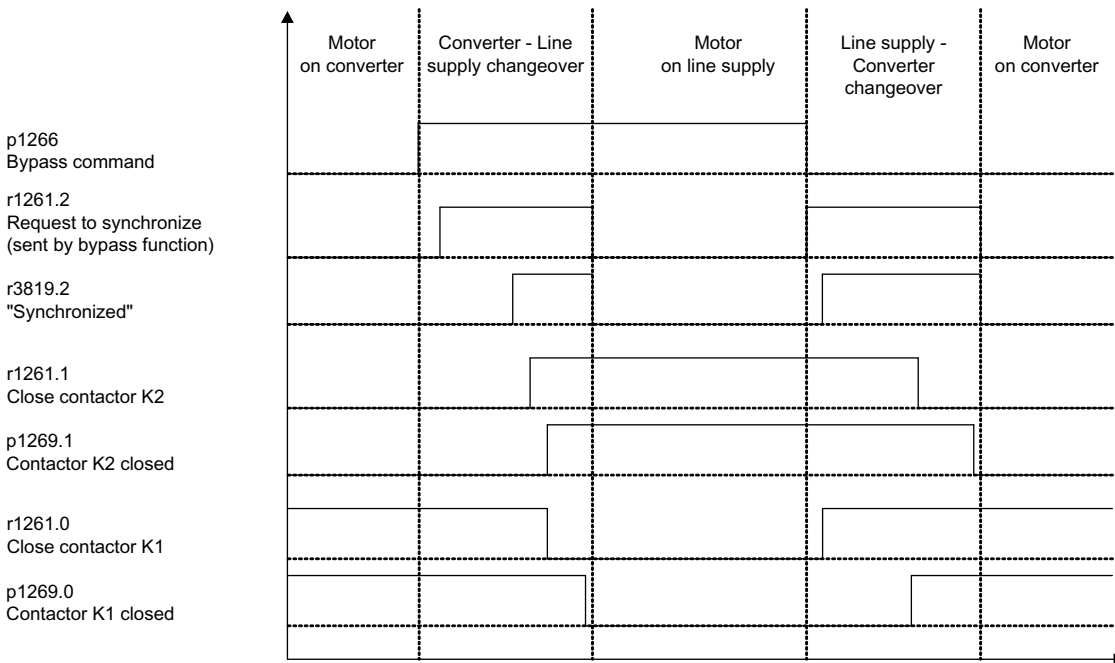 Motor
on converter
Converter - Line
supply changeover
Motor
on line supply
Line supply -
Converter
changeover
Motor
on converter
p1266
Bypass command
r1261.2
Request to synchronize
(sent by bypass function)
r3819.2
"Synchronized"
r1261.1
Close contactor K2
p1269.1
Contactor K2 closed
r1261.0
Close contactor K1
p1269.0
Contactor K1 closed